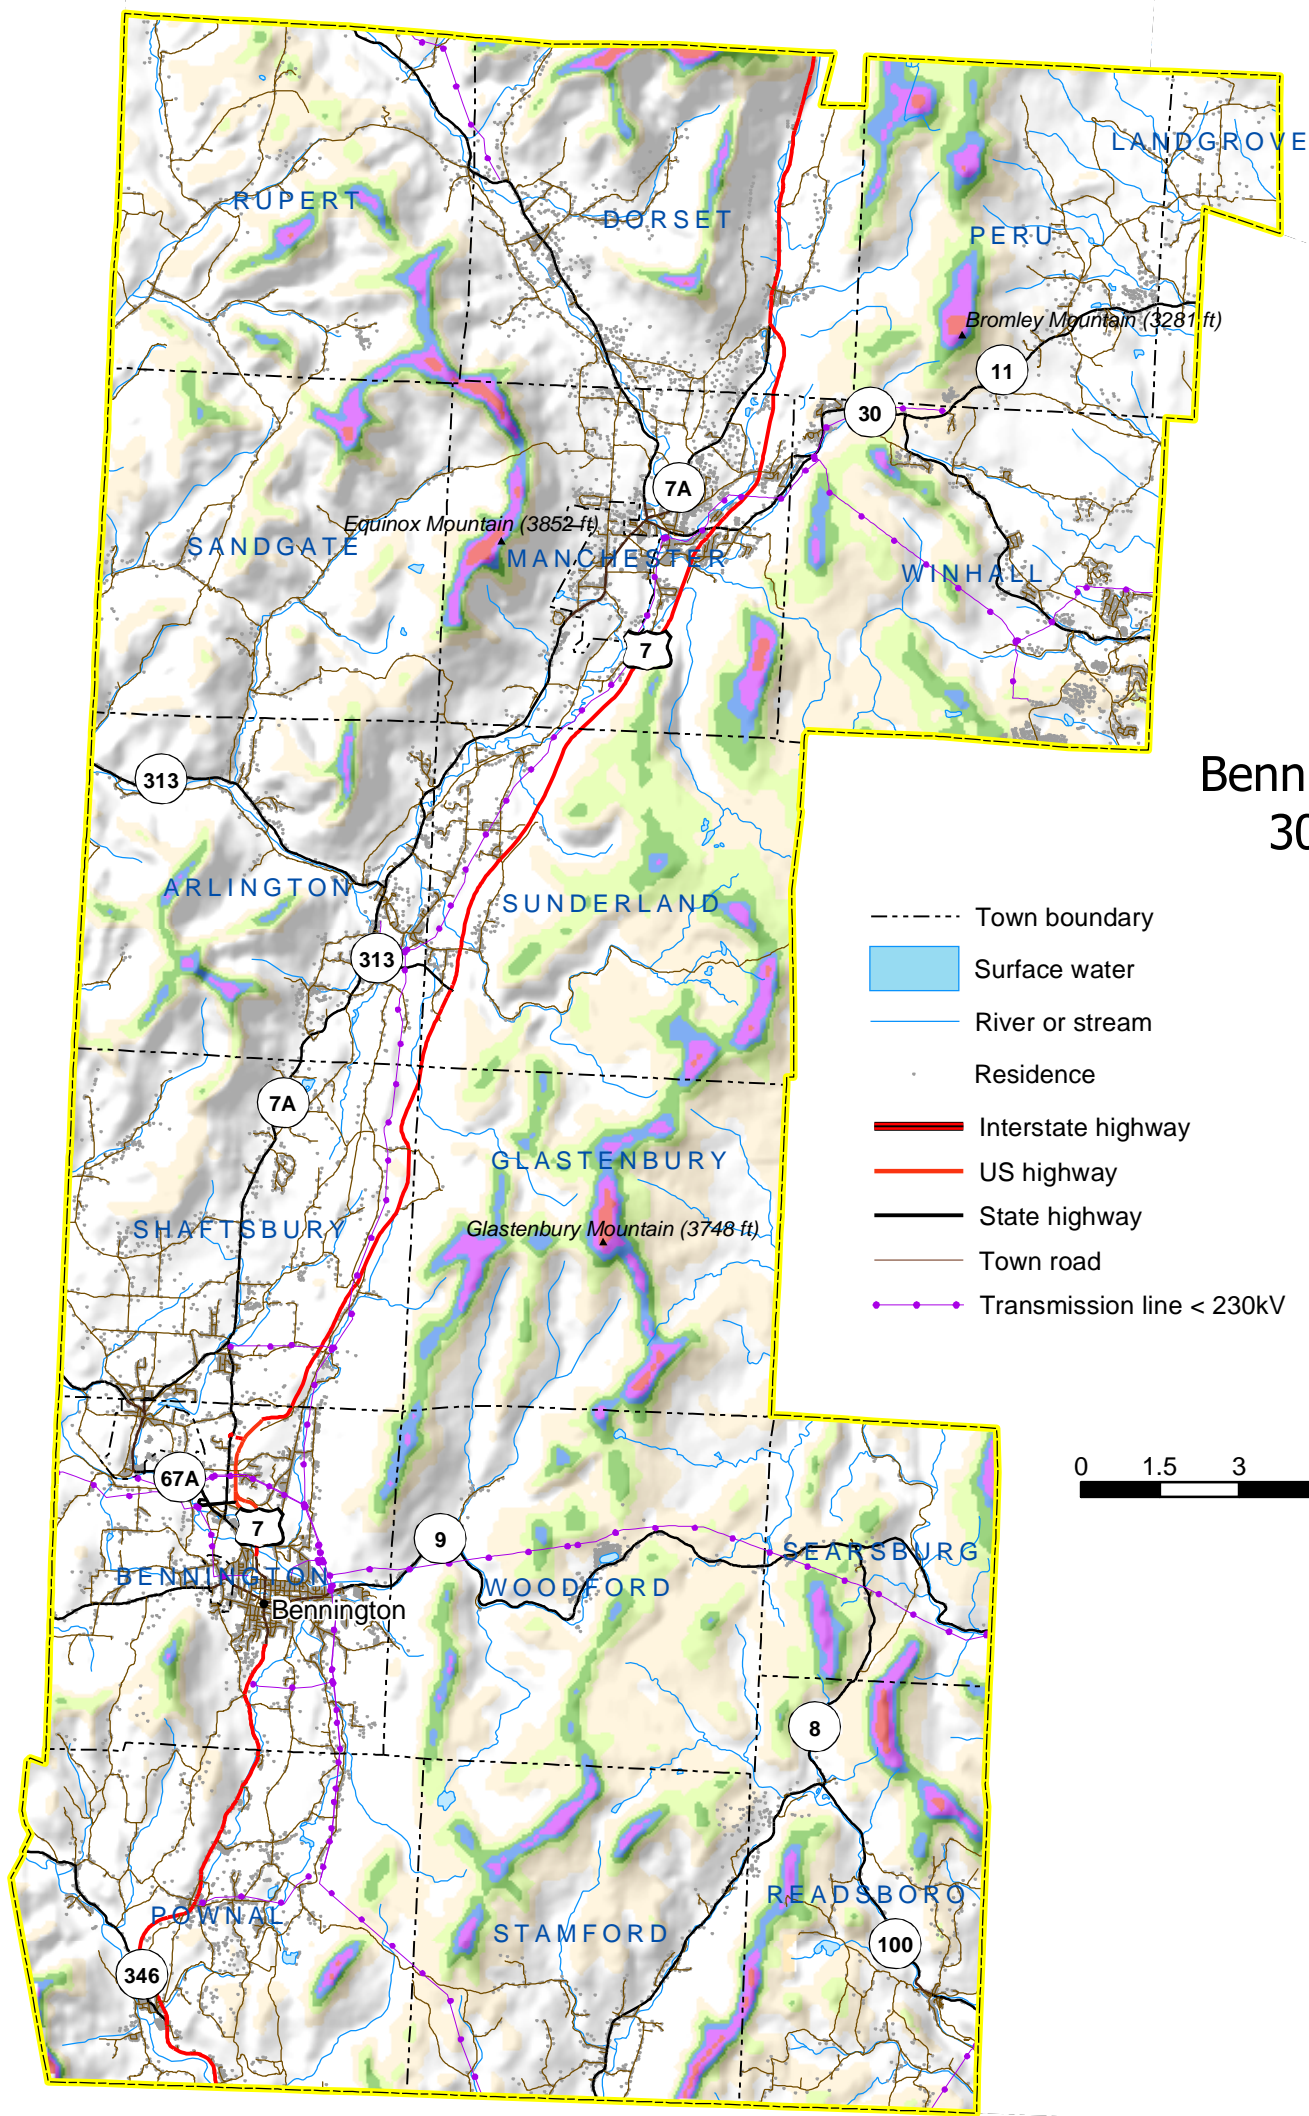 LANDGROVE
RUPERT
DORSET
PERU
Bromley Mountain (3281 ft)
11
30
7A
Equinox Mountain (3852 ft)
SANDGATE
MANCHESTER
WINHALL
7
313
Benn
30
ARLINGTON
SUNDERLAND
313
7A
GLASTENBURY
SHAFTSBURY
Glastenbury Mountain (3748 ft)
Town boundary
Surface water
River or stream
Residence
Interstate highway
US highway
State highway
Town road
Transmission line < 230kV
0 1.5 3
67A
7
9
SEARSBURG
BENNINGTON
WOODFORD
Bennington
8
READSBORO
POWNAL
STAMFORD
100
346